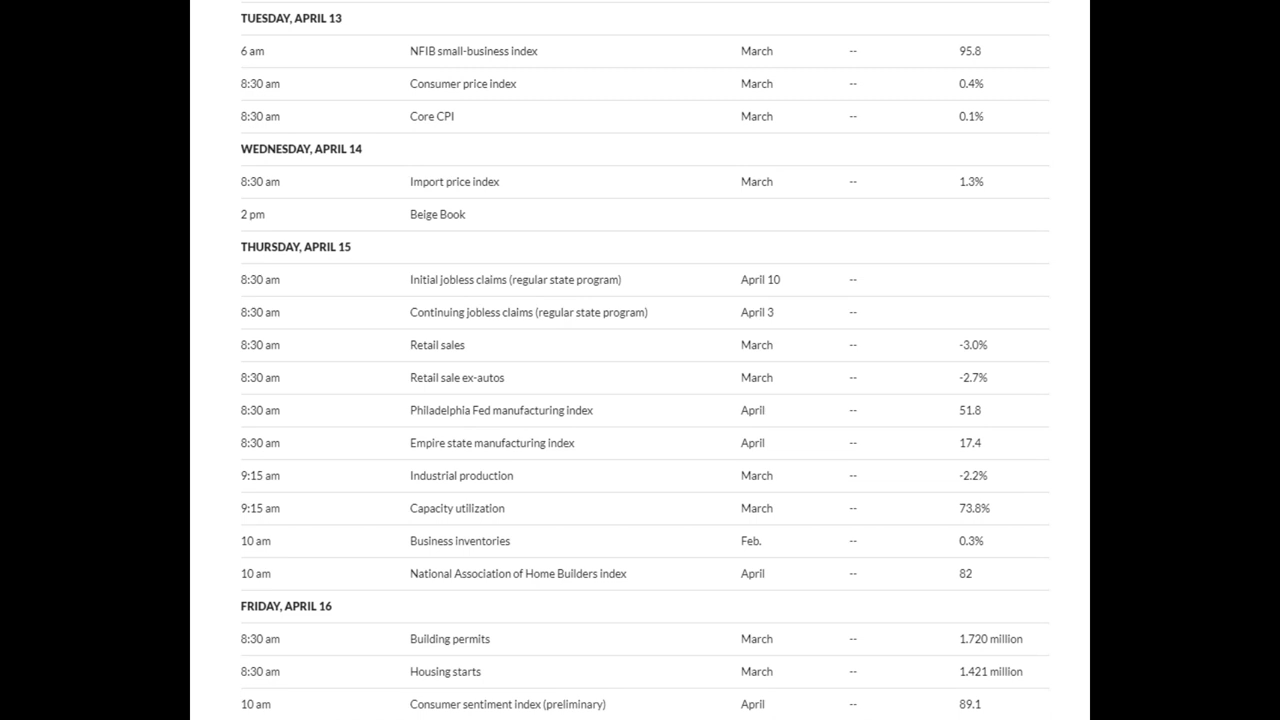 TUESDAY, APRIL 13
6 am NFIB small-business index March -- 95.8
8:30 am Consumer price index March -- 0.4%
8:30 am Core CPI March -- 0.1%
WEDNESDAY, APRIL 14
8:30 am Import price index March -- 1.3%
2 pm Beige Book
THURSDAY, APRIL 15
8:30 am Initial jobless claims (regular state program) April 10 --
8:30 am Continuing jobless claims (regular state program) April 3 --
8:30 am Retail sales March -- -3.0%
8:30 am Retail sale ex-autos March -- -2.7%
8:30 am Philadelphia Fed manufacturing index April -- 51.8
8:30 am Empire state manufacturing index April -- 17.4
9:15 am Industrial production March -- -2.2%
9:15 am Capacity utilization March -- 73.8%
10 am Business inventories Feb. -- 0.3%
10 am National Association of Home Builders index April -- 82
FRIDAY, APRIL 16
8:30 am Building permits March -- 1.720 million
8:30 am Housing starts March -- 1.421 million
10 am Consumer sentiment index (preliminary) April -- 89.1